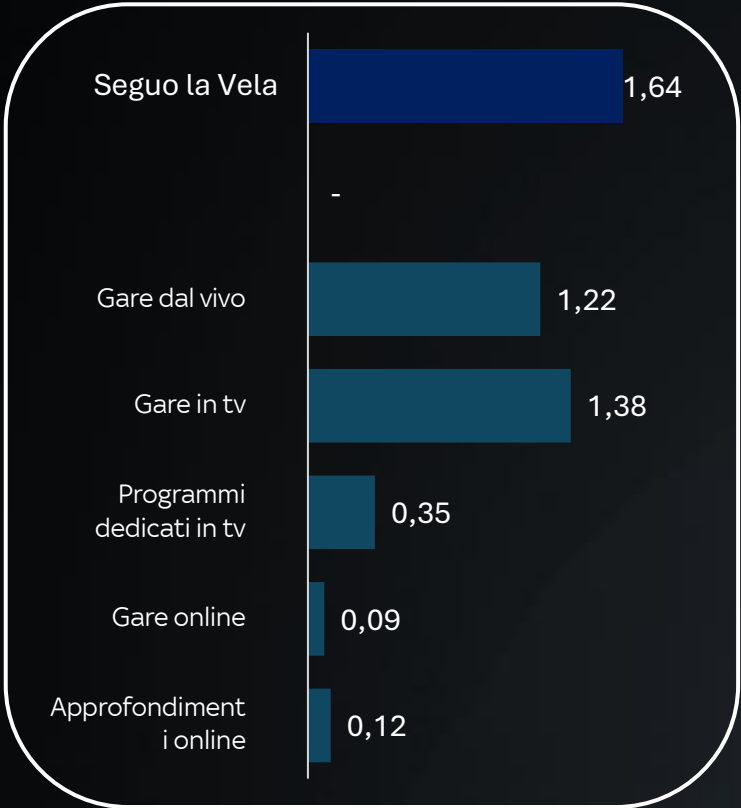 Seguo la Vela 1,64
-
Gare dal vivo 1,22
Gare in tv 1,38
Programmi
dedicati in tv 0,35
Gare online 0,09
Approfondiment
i online 0,12